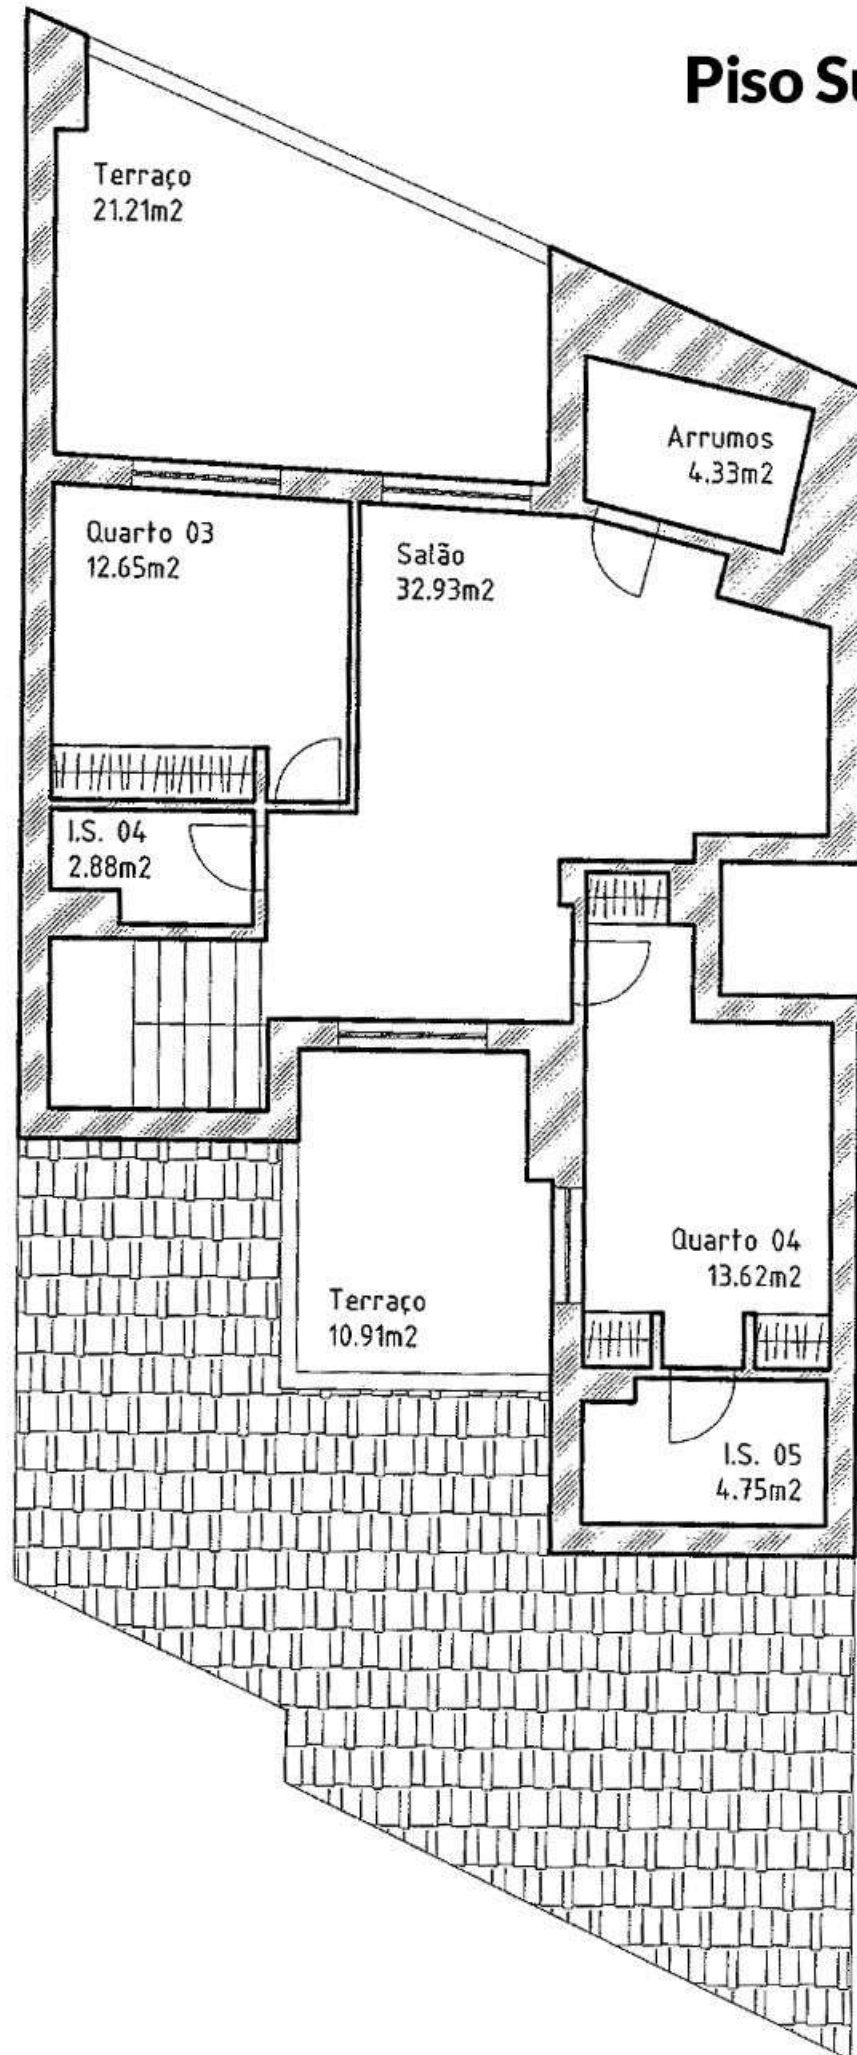 Piso Su
Terraço
21.21m2
Arrumos
4.33m2
Quarto 03
12.65m2
Salão
32.93m2
I.S. 04
2.88m2
Quarto 04
13.62m2
Terraço
10.91m2
I.S. 05
4.75m2